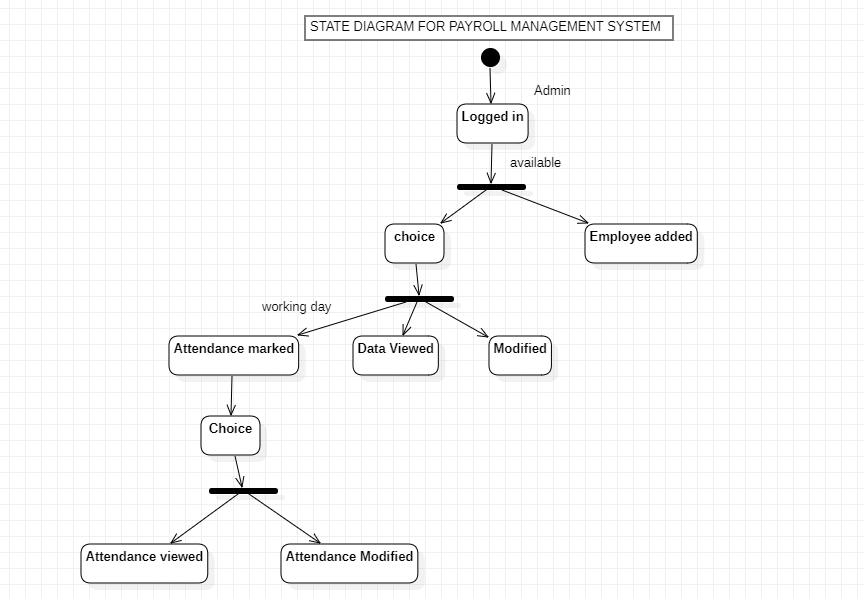 STATE DIAGRAM FOR PAYROLL MANAGEMENT SYSTEM
Admin
Logged in
available
choice
Employee added
working day
Attendance marked
Data Viewed
Modified
Choice
Attendance viewed
Attendance Modified